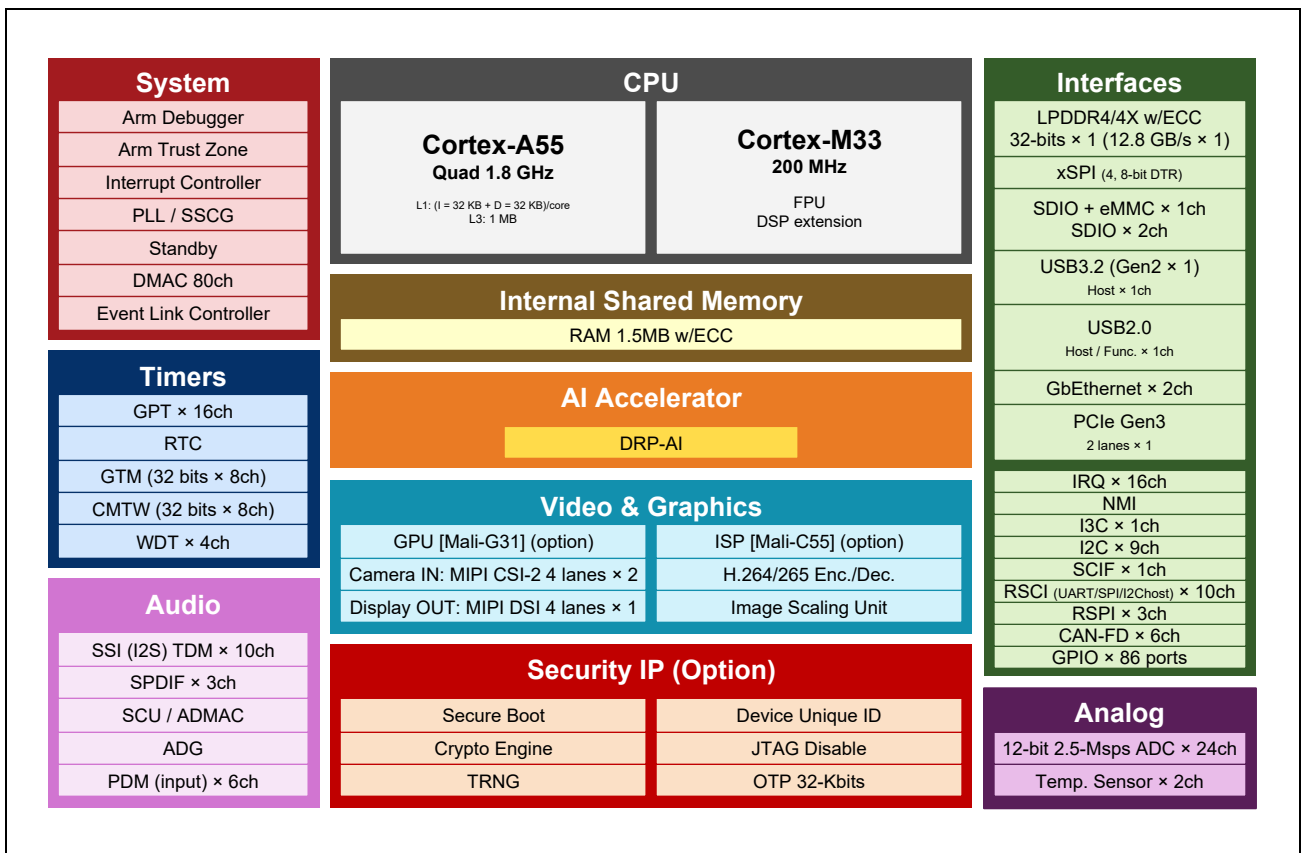 System
Arm Debugger
Arm Trust Zone
Interrupt Controller
PLL / SSCG
Standby
DMAC 80ch
Event Link Controller
Timers
GPT × 16ch
RTC
GTM (32 bits × 8ch)
CMTW (32 bits × 8ch)
WDT × 4ch
Audio
SSI (I2S) TDM × 10ch
SPDIF × 3ch
SCU / ADMAC
ADG
PDM (input) × 6ch
CPU
Cortex-A55
Quad 1.8 GHz
L1: (I = 32 KB + D = 32 KB)/core
L3: 1 MB
Cortex-M33
200 MHz
FPU
DSP extension
Internal Shared Memory
RAM 1.5MB w/ECC
AI Accelerator
DRP-AI
Video & Graphics
GPU [Mali-G31] (option)
ISP [Mali-C55] (option)
Camera IN: MIPI CSI-2 4 lanes × 2
H.264/265 Enc./Dec.
Display OUT: MIPI DSI 4 lanes × 1
Image Scaling Unit
Security IP (Option)
Secure Boot
Device Unique ID
Crypto Engine
JTAG Disable
TRNG
OTP 32-Kbits
Interfaces
LPDDR4/4X w/ECC
32-bits × 1 (12.8 GB/s × 1)
xSPI (4, 8-bit DTR)
SDIO + eMMC × 1ch
SDIO × 2ch
USB3.2 (Gen2 × 1)
Host × 1ch
USB2.0
Host / Func. × 1ch
GbEthernet × 2ch
PCIe Gen3
2 lanes × 1
IRQ × 16ch
NMI
I3C × 1ch
I2C × 9ch
SCIF × 1ch
RSCI (UART/SPI/I2Chost) × 10ch
RSPI × 3ch
CAN-FD × 6ch
GPIO × 86 ports
Analog
12-bit 2.5-Msps ADC × 24ch
Temp. Sensor × 2ch